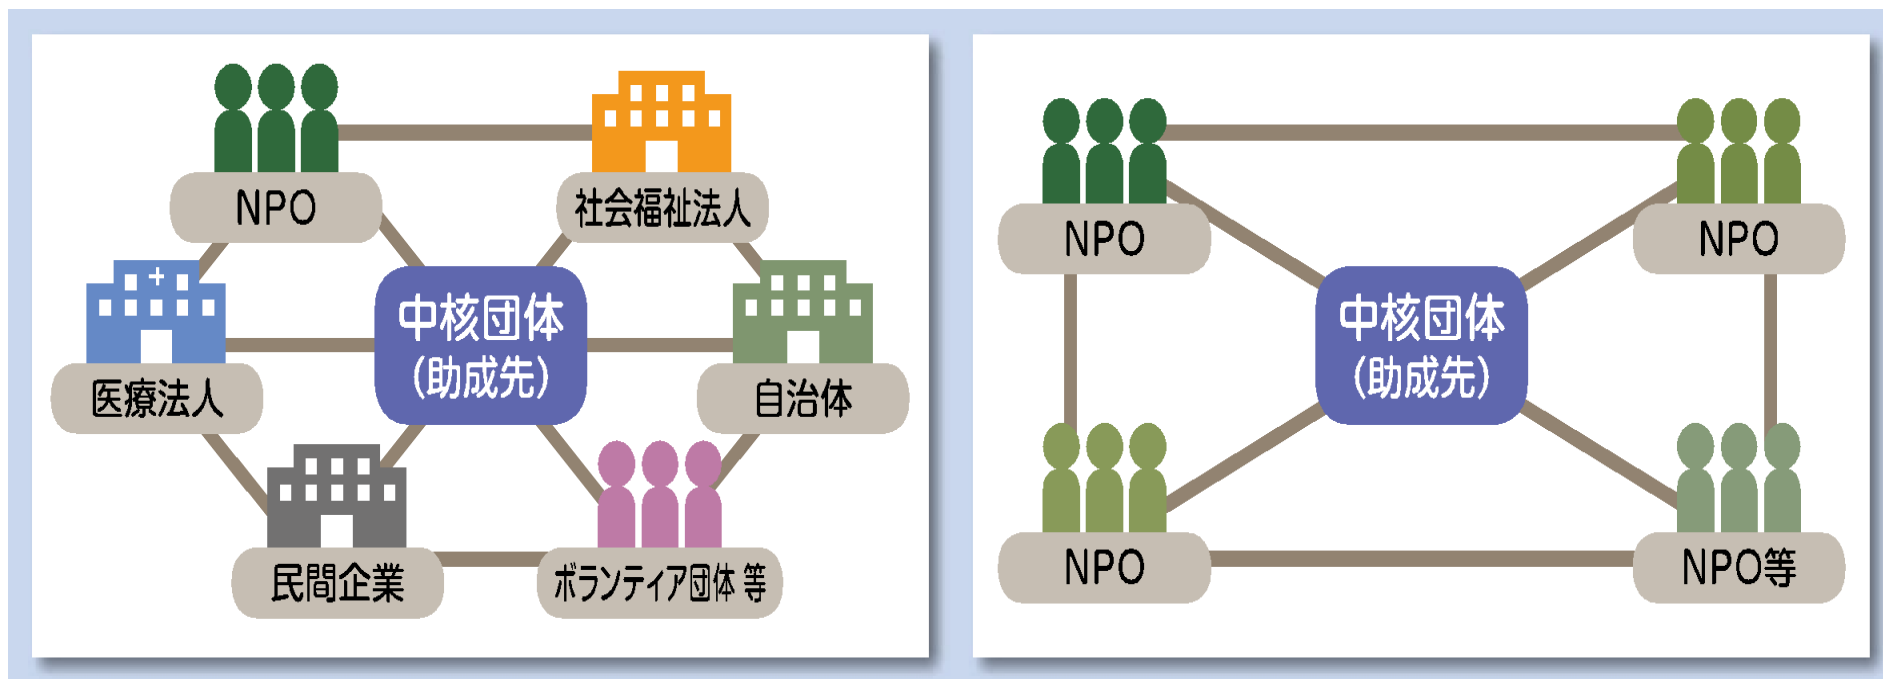 NPO
社会福祉法人
中核団体
(助成先)
医療法人
自治体
民間企業
ボランティア団体 等
NPO
NPO
中核団体
(助成先)
NPO
NPO等